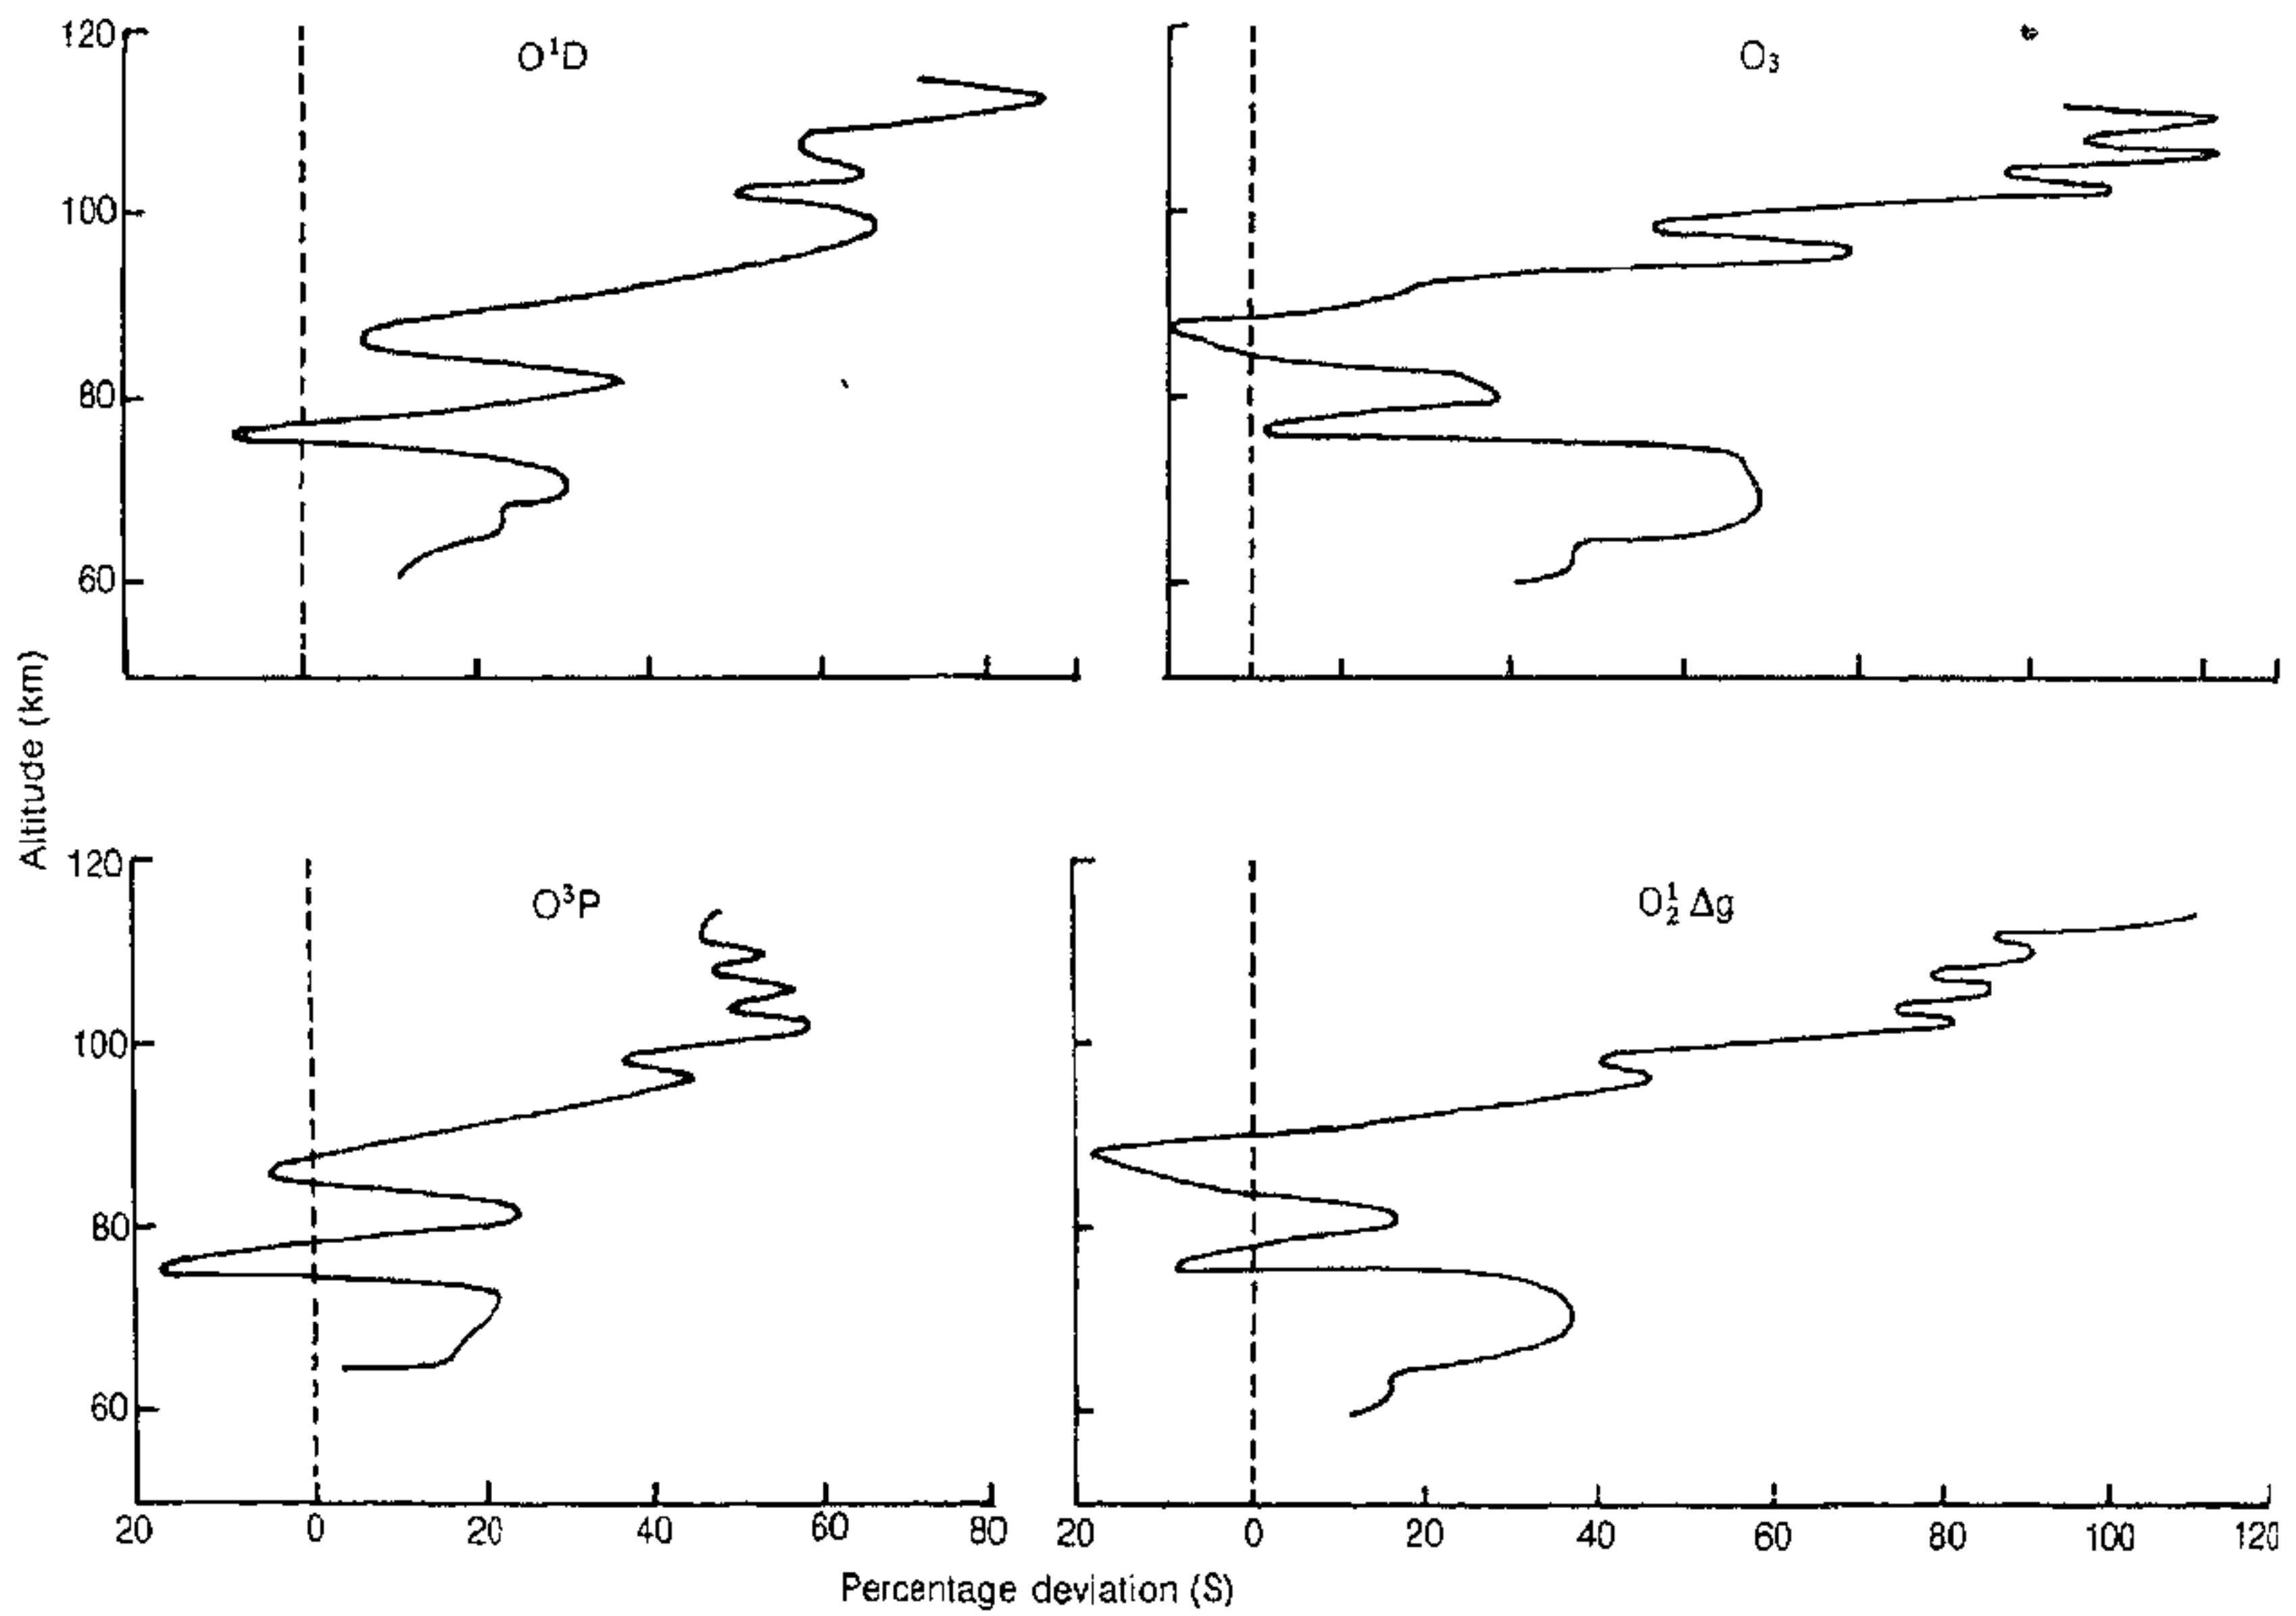 O¹D
O₃
120
100
80
60
Altitude (km)
O³P
O₂¹ Δg
120
100
80
60
20 0 20 40 60 80
20 0 20 40 60 80 100 120
Percentage deviation (S)